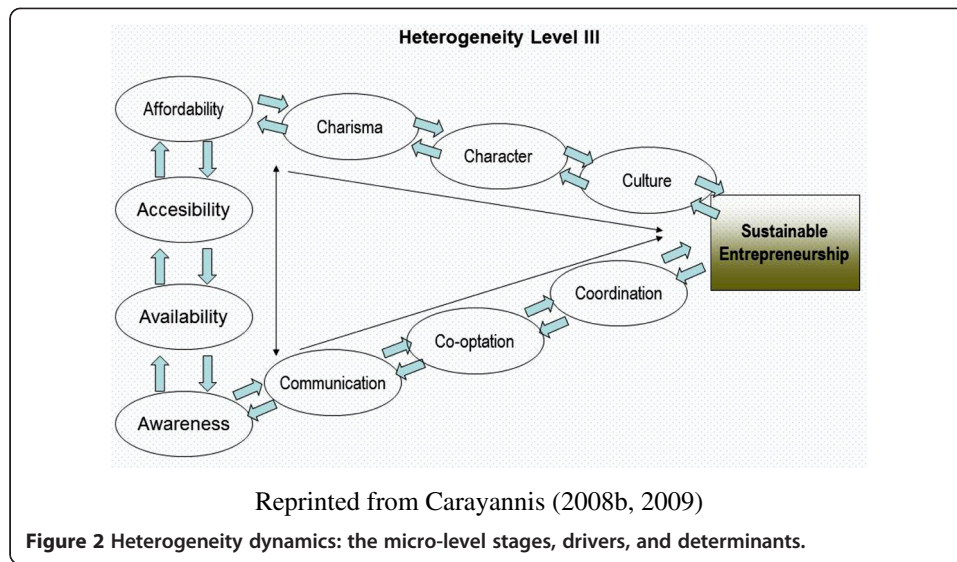 Heterogeneity Level III
Affordability
Charisma
Character
Culture
Accesibility
Sustainable
Entrepreneurship
Availability
Coordination
Co-optation
Communication
Awareness
Reprinted from Carayannis (2008b, 2009)
Figure 2 Heterogeneity dynamics: the micro-level stages, drivers, and determinants.